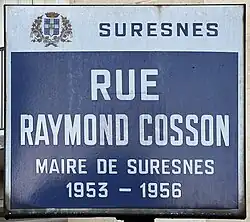 SURESNES
RUE
RAYMOND COSSON
MAIRE DE SURESNES
1953 - 1956